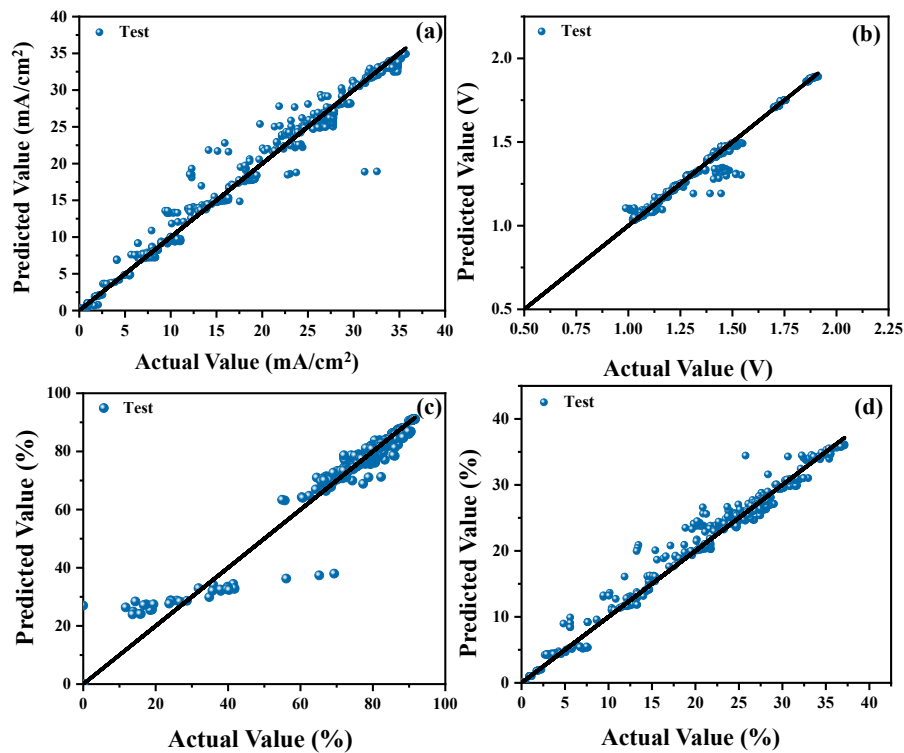 40
35
30
25
20
15
10
5
0
Predicted Value (mA/cm²)
Test
(a)
0 5 10 15 20 25 30 35 40
Actual Value (mA/cm²)
2.0
1.5
1.0
0.5
Predicted Value (V)
Test
(b)
0.50 0.75 1.00 1.25 1.50 1.75 2.00 2.25
Actual Value (V)
100
80
60
40
20
0
Predicted Value (%)
Test
(c)
0 20 40 60 80 100
Actual Value (%)
40
30
20
10
0
Predicted Value (%)
Test
(d)
0 5 10 15 20 25 30 35 40
Actual Value (%)